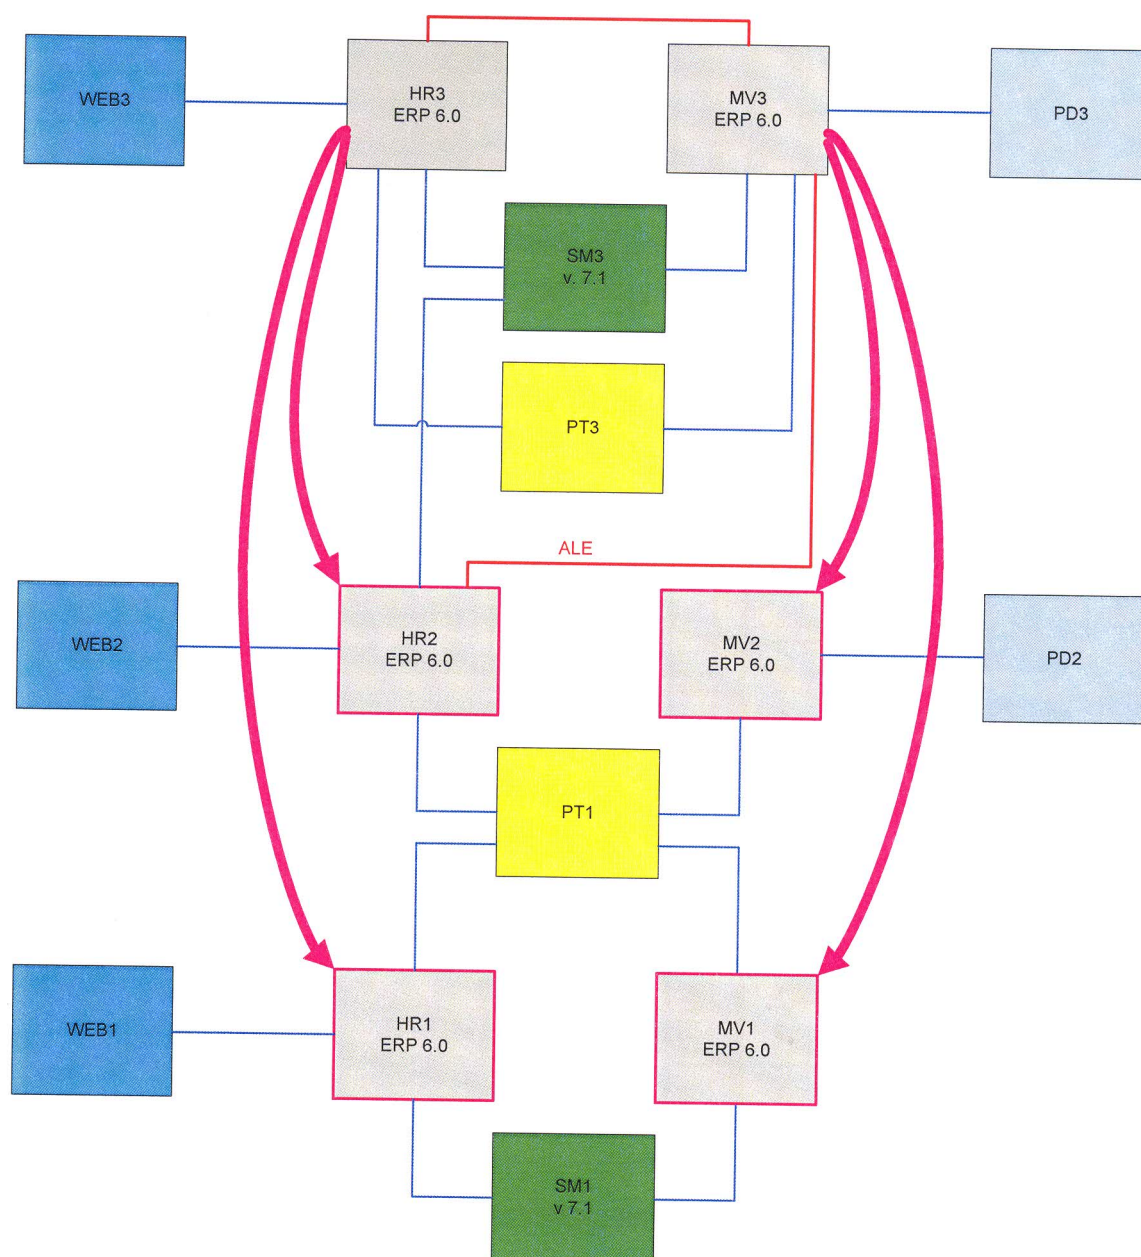 WEB3
HR3
ERP 6.0
MV3
ERP 6.0
PD3
SM3
v. 7.1
PT3
ALE
WEB2
HR2
ERP 6.0
MV2
ERP 6.0
PD2
PT1
WEB1
HR1
ERP 6.0
MV1
ERP 6.0
SM1
v 7.1